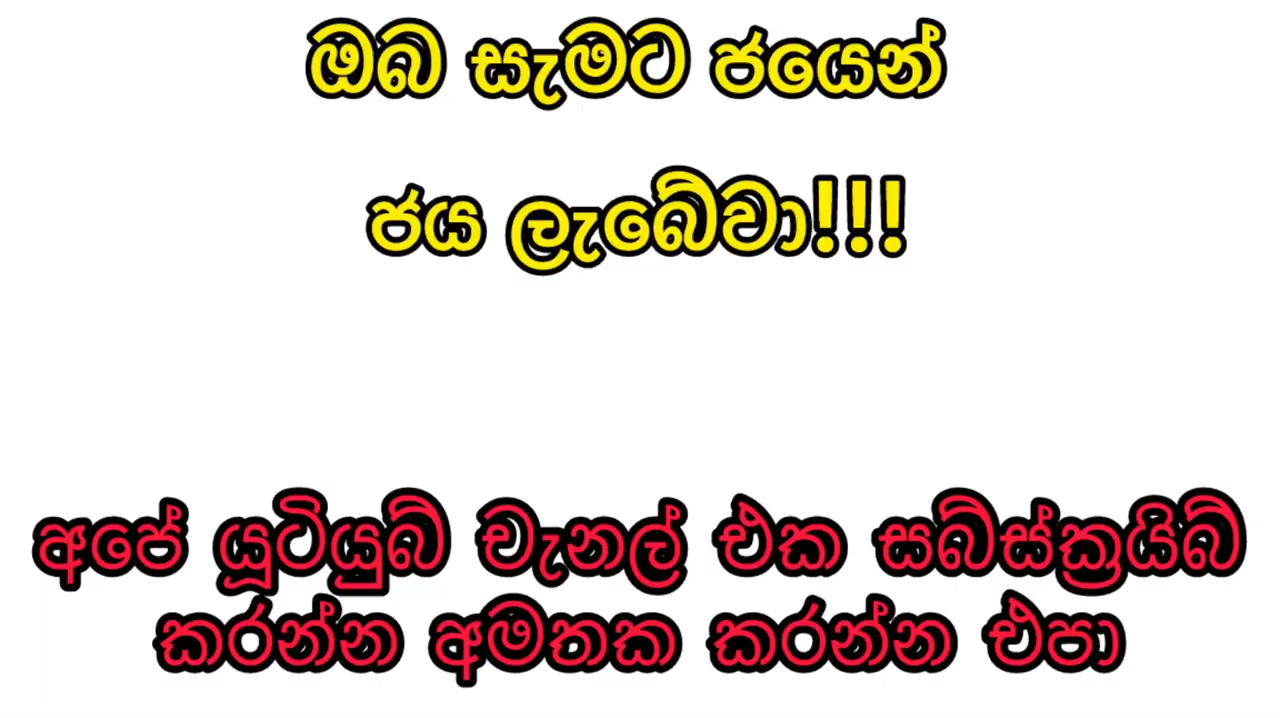 ඔබ සැමට ජයෙන්
ජය ලැබේවා!!!
අපේ යූටියුබ් චැනල් එක සබ්ස්ක්‍රයිබ්
කරන්න අමතක කරන්න එපා